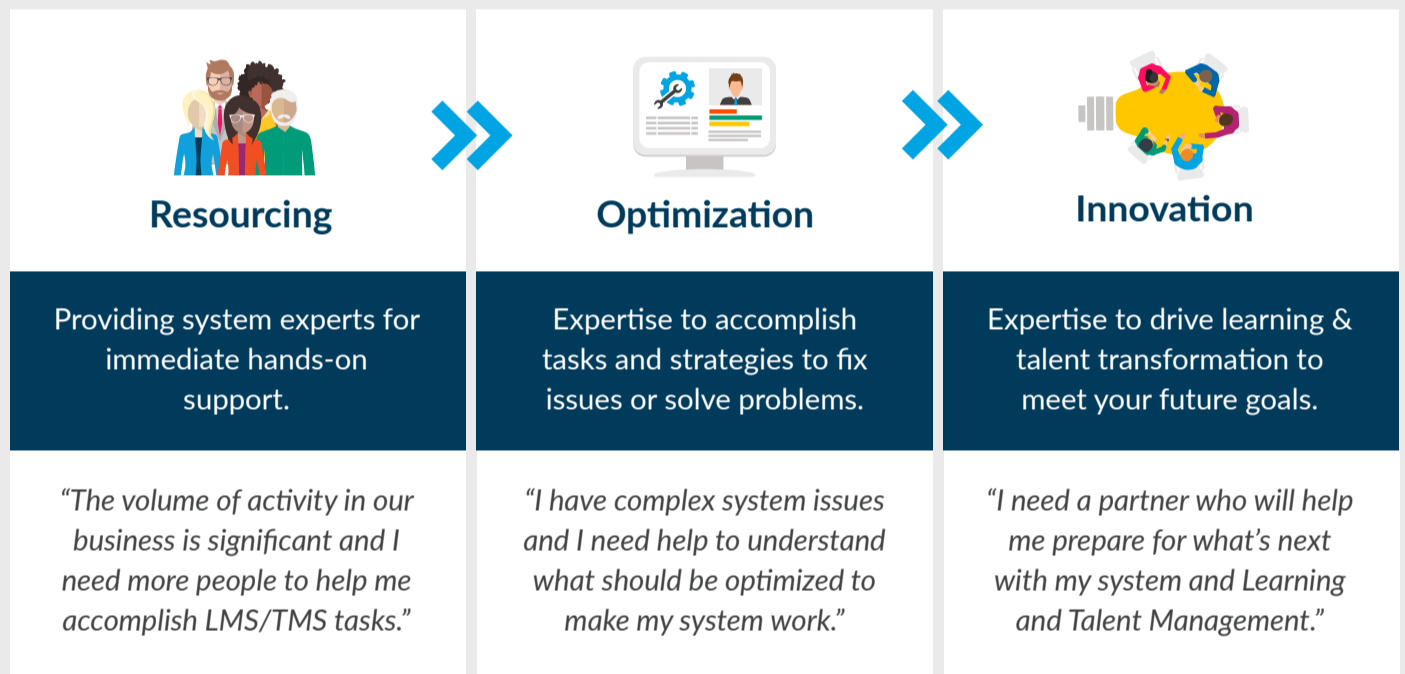 Resourcing
Providing system experts for
immediate hands-on
support.
“The volume of activity in our
business is significant and I
need more people to help me
accomplish LMS/TMS tasks.”
Optimization
Expertise to accomplish
tasks and strategies to fix
issues or solve problems.
“I have complex system issues
and I need help to understand
what should be optimized to
make my system work.”
Innovation
Expertise to drive learning &
talent transformation to
meet your future goals.
“I need a partner who will help
me prepare for what’s next
with my system and Learning
and Talent Management.”